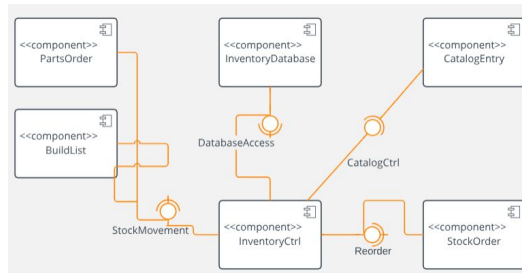 <<component>>
PartsOrder
<<component>>
InventoryDatabase
<<component>>
CatalogEntry
<<component>>
BuildList
DatabaseAccess
CatalogCtrl
StockMovement
<<component>>
InventoryCtrl
Reorder
<<component>>
StockOrder